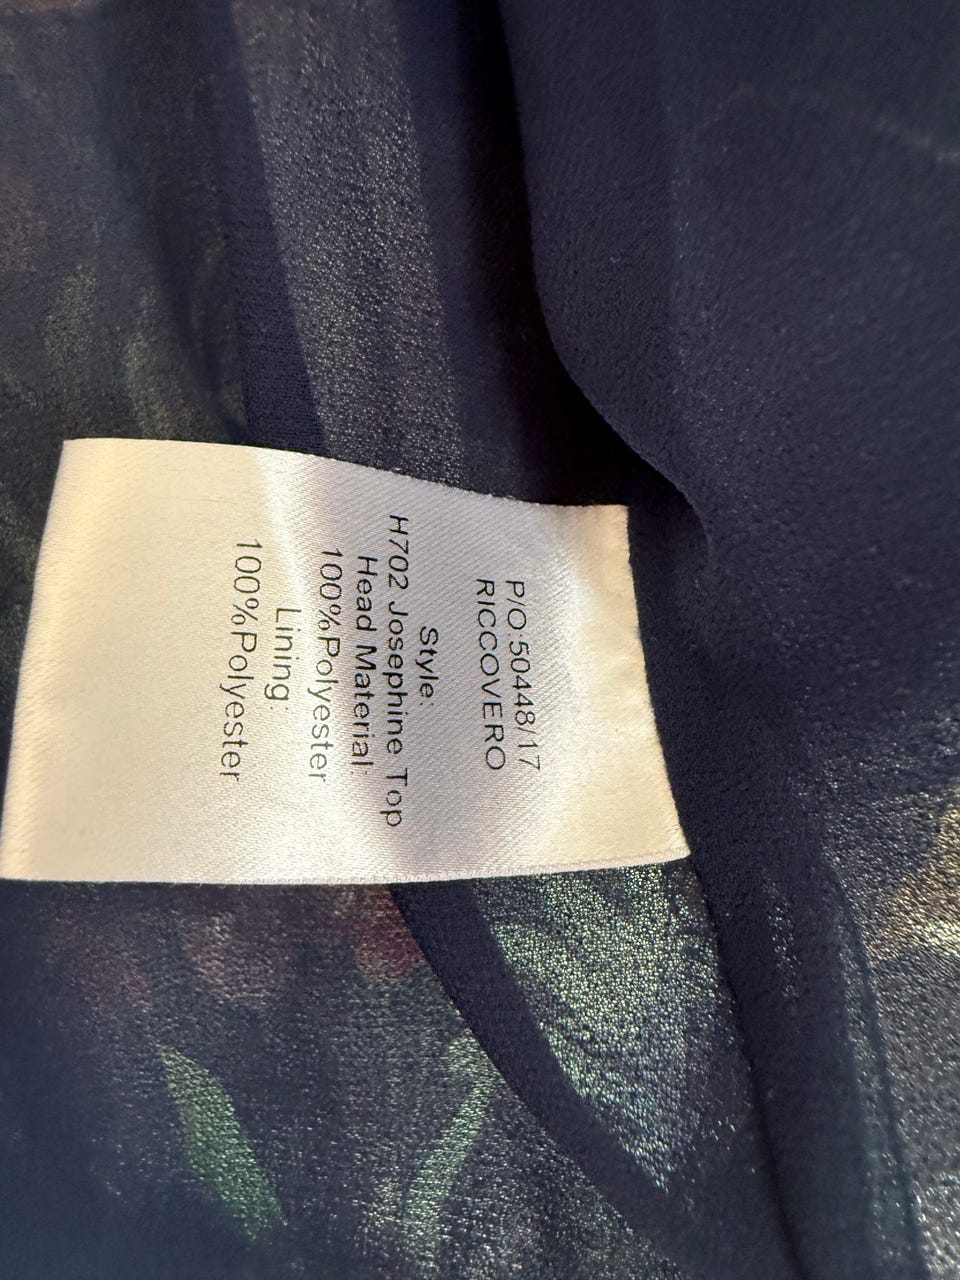 P/O:50448/17
RICCOVERO
Style:
H702 Josephine Top
Head Material:
100%Polyester
Lining:
100%Polyester